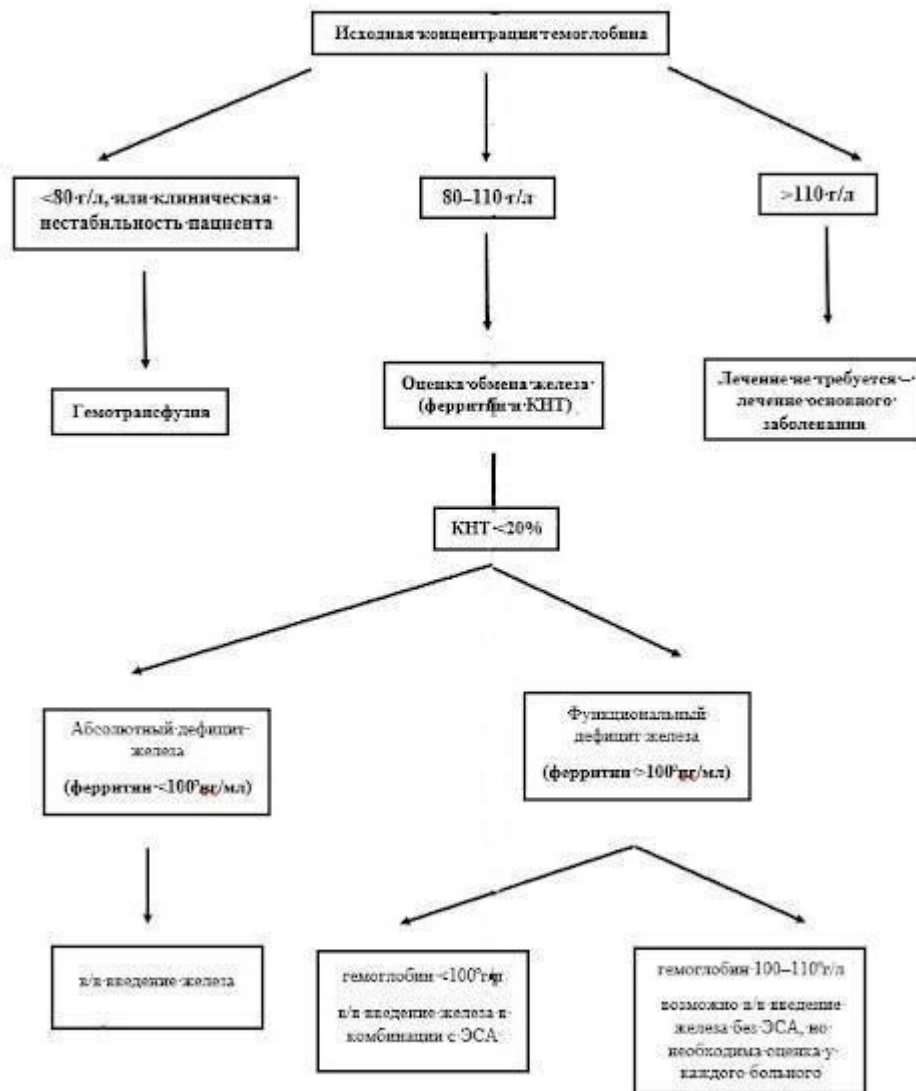 Исходная·концентрация·гемоглобина
<80·г/л,·или·клиническая·
нестабильность·пациента
80–110·г/л
>110·г/л
Гемотрансфузия
Оценка обмена железа·
(ферритин и КНТ)
Лечение·не·требуется·–·
лечение·основного·
заболевания
КНТ·<20%
Абсолютный·дефицит·
железа
(ферритин·<100°нг/мл)
Функциональный·
дефицит·железа
(ферритин·>100°нг/мл)
в/в·введение·железа
гемоглобин·<100°г/л
в/в·введение·железа·в·
комбинации·с·ЭСА
гемоглобин·100–110°г/л
возможно·в/в·введение·
железа·без·ЭСА,·но·
необходима·оценка·у·
каждого·больного